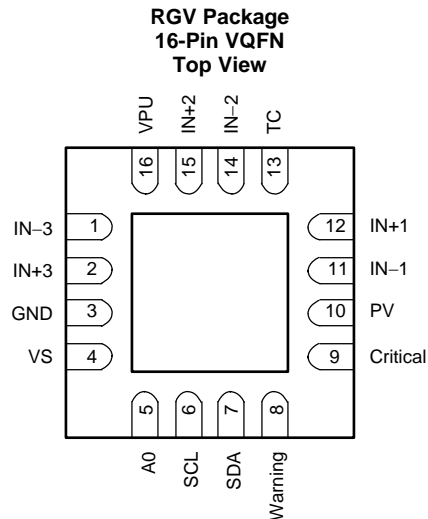 RGV Package
16-Pin VQFN
Top View
VPU
IN+2
IN–2
TC
16
15
14
13
IN–3 1
12 IN+1
IN+3 2
11 IN–1
GND 3
10 PV
VS 4
9 Critical
5
6
7
8
A0
SCL
SDA
Warning